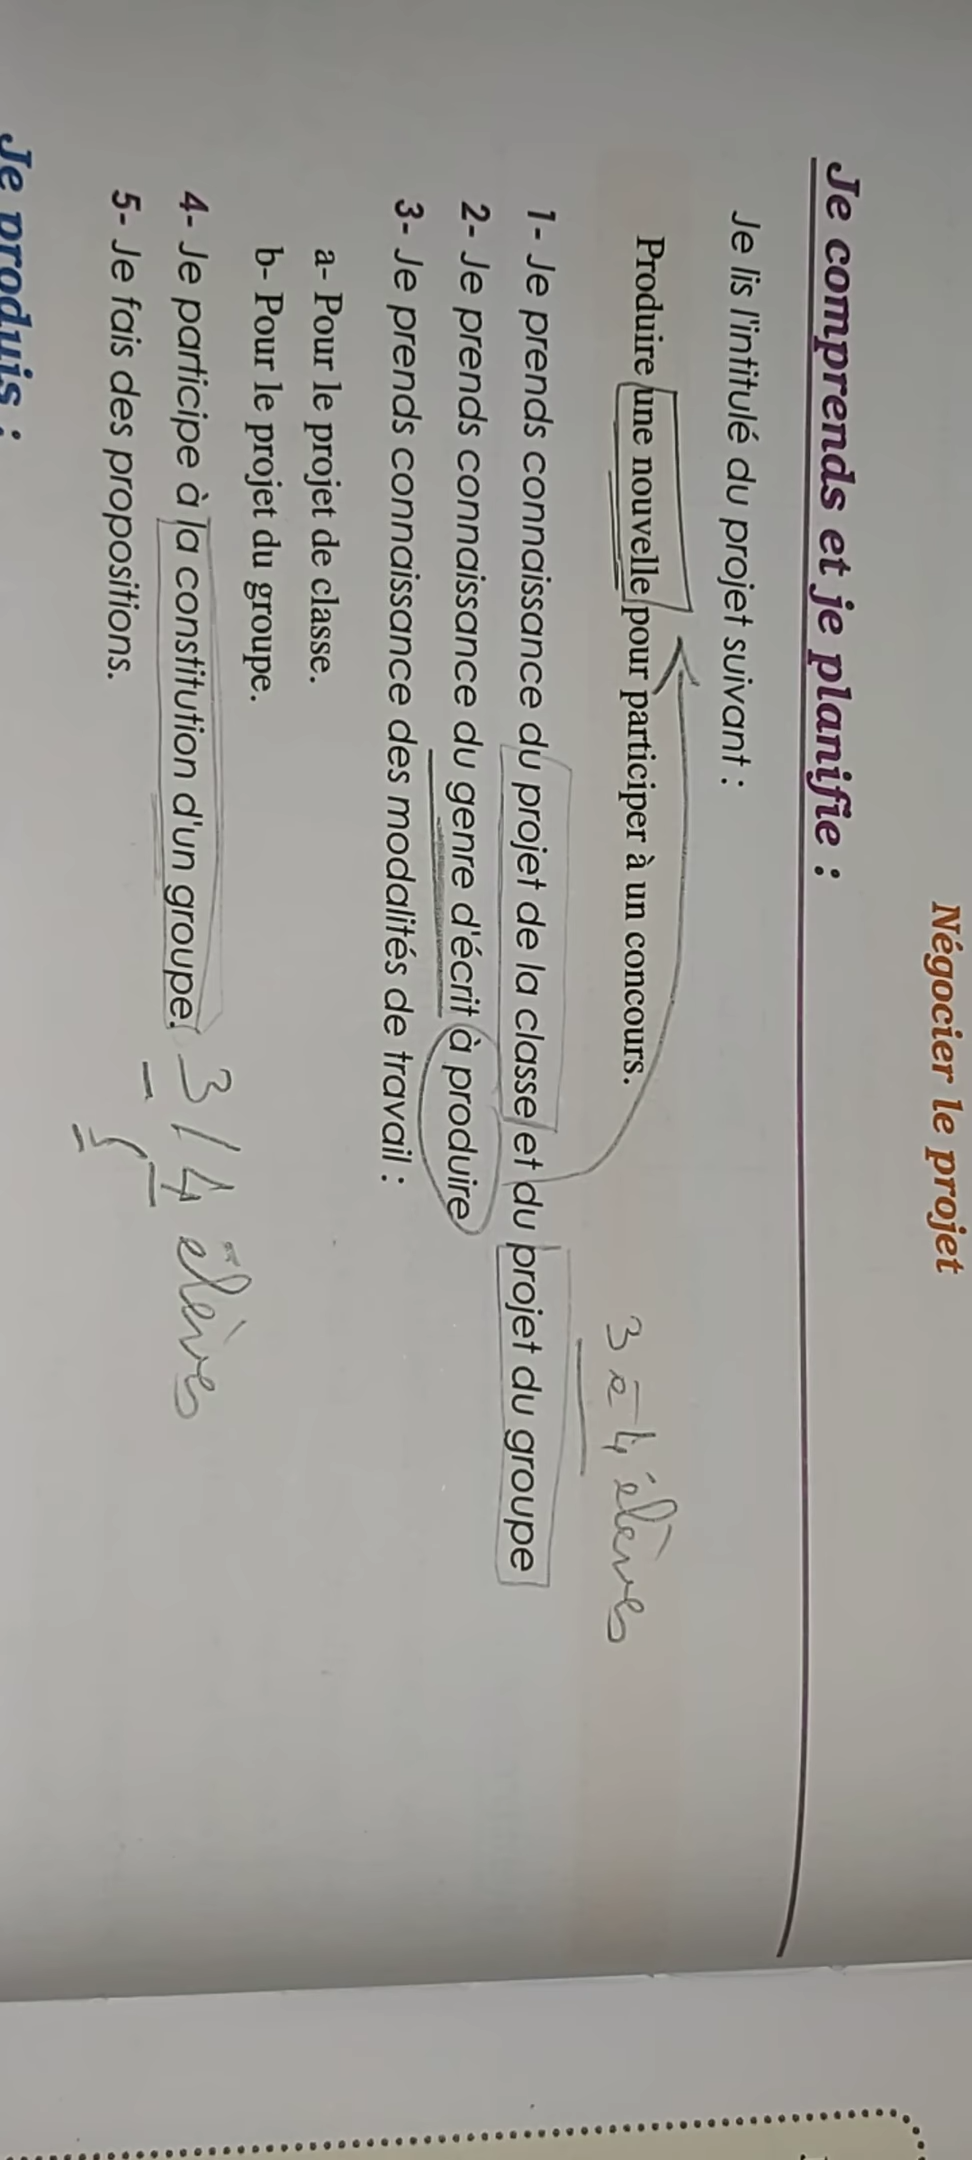 Négocier le projet
Je comprends et je planifie :
Je lis l'intitulé du projet suivant :
Produire une nouvelle pour participer à un concours.
3 à 4 élèves
1- Je prends connaissance du projet de la classe et du projet du groupe
2- Je prends connaissance du genre d'écrit à produire
3- Je prends connaissance des modalités de travail :
a- Pour le projet de classe.
b- Pour le projet du groupe.
4- Je participe à la constitution d'un groupe. 3/4 élèves
5- Je fais des propositions.
Je produis :